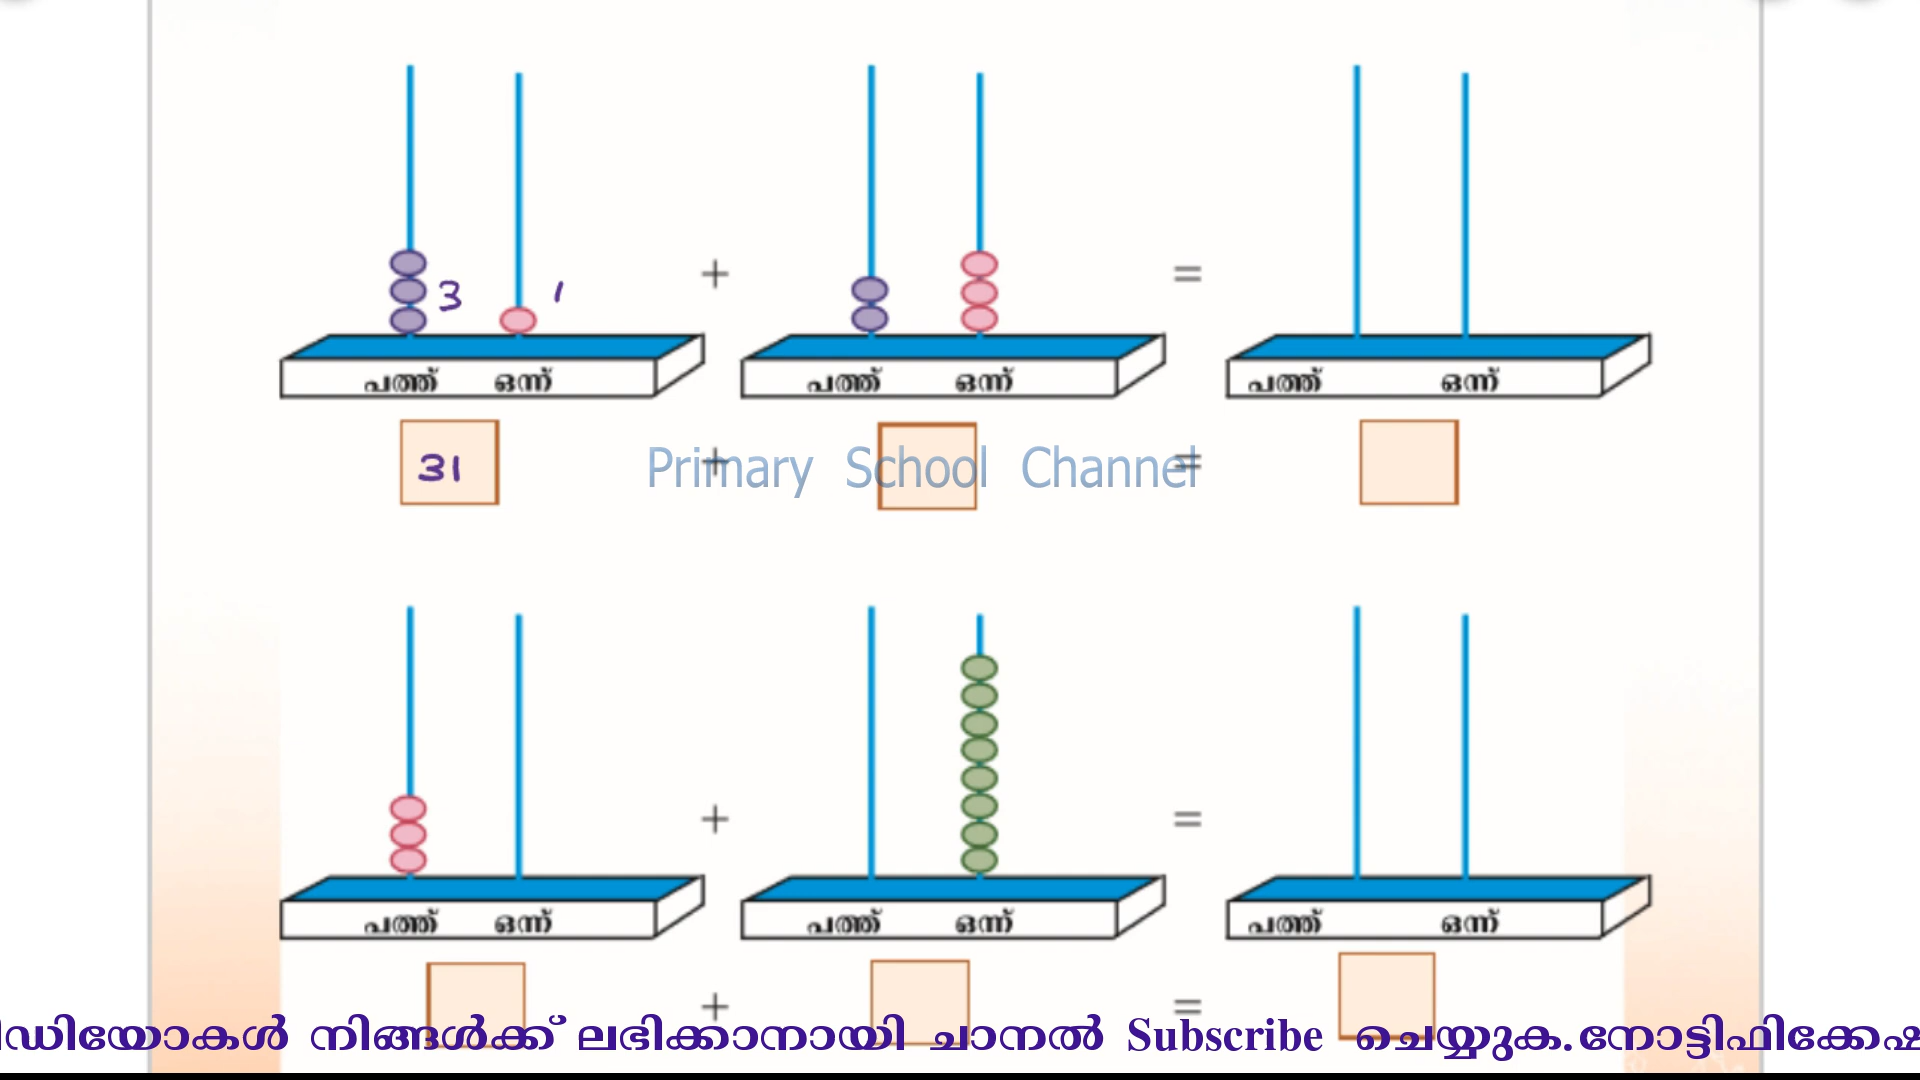 3 1
+ =
പത്ത് ഒന്ന് പത്ത് ഒന്ന് പത്ത് ഒന്ന്
31 + =
Primary School Channel
+ =
പത്ത് ഒന്ന് പത്ത് ഒന്ന് പത്ത് ഒന്ന്
+ =
ഡിയോകൾ നിങ്ങൾക്ക് ലഭിക്കാനായി ചാനൽ Subscribe ചെയ്യുക.നോട്ടിഫിക്കേഷ